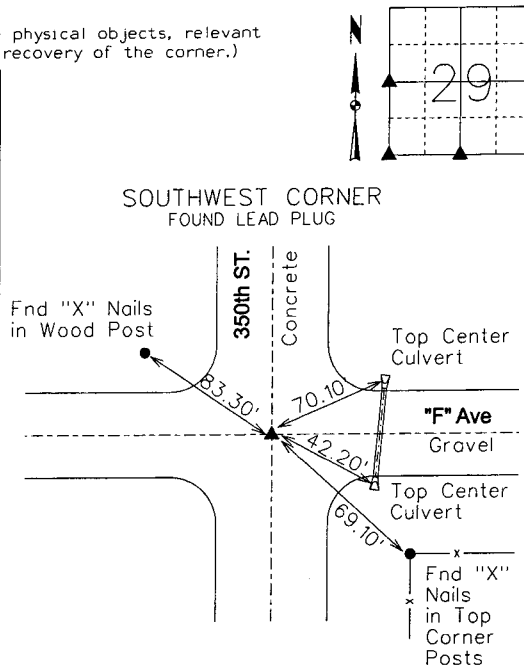 physical objects, relevant
recovery of the corner.)
N
29
SOUTHWEST CORNER
FOUND LEAD PLUG
350th ST.
Concrete
Fnd "X" Nails
in Wood Post
83.30'
70.10'
Top Center
Culvert
"F" Ave
Gravel
42.20'
Top Center
Culvert
69.10'
x
x
Fnd "X"
Nails
in Top
Corner
Posts